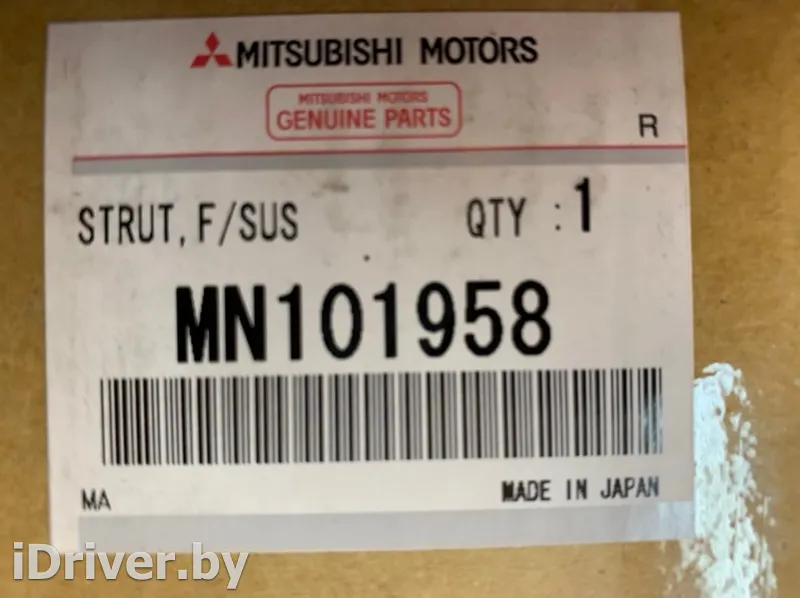 MITSUBISHI MOTORS
MITSUBISHI MOTORS
GENUINE PARTS
R
STRUT, F/SUS QTY : 1
MN101958
MA MADE IN JAPAN
iDriver.by